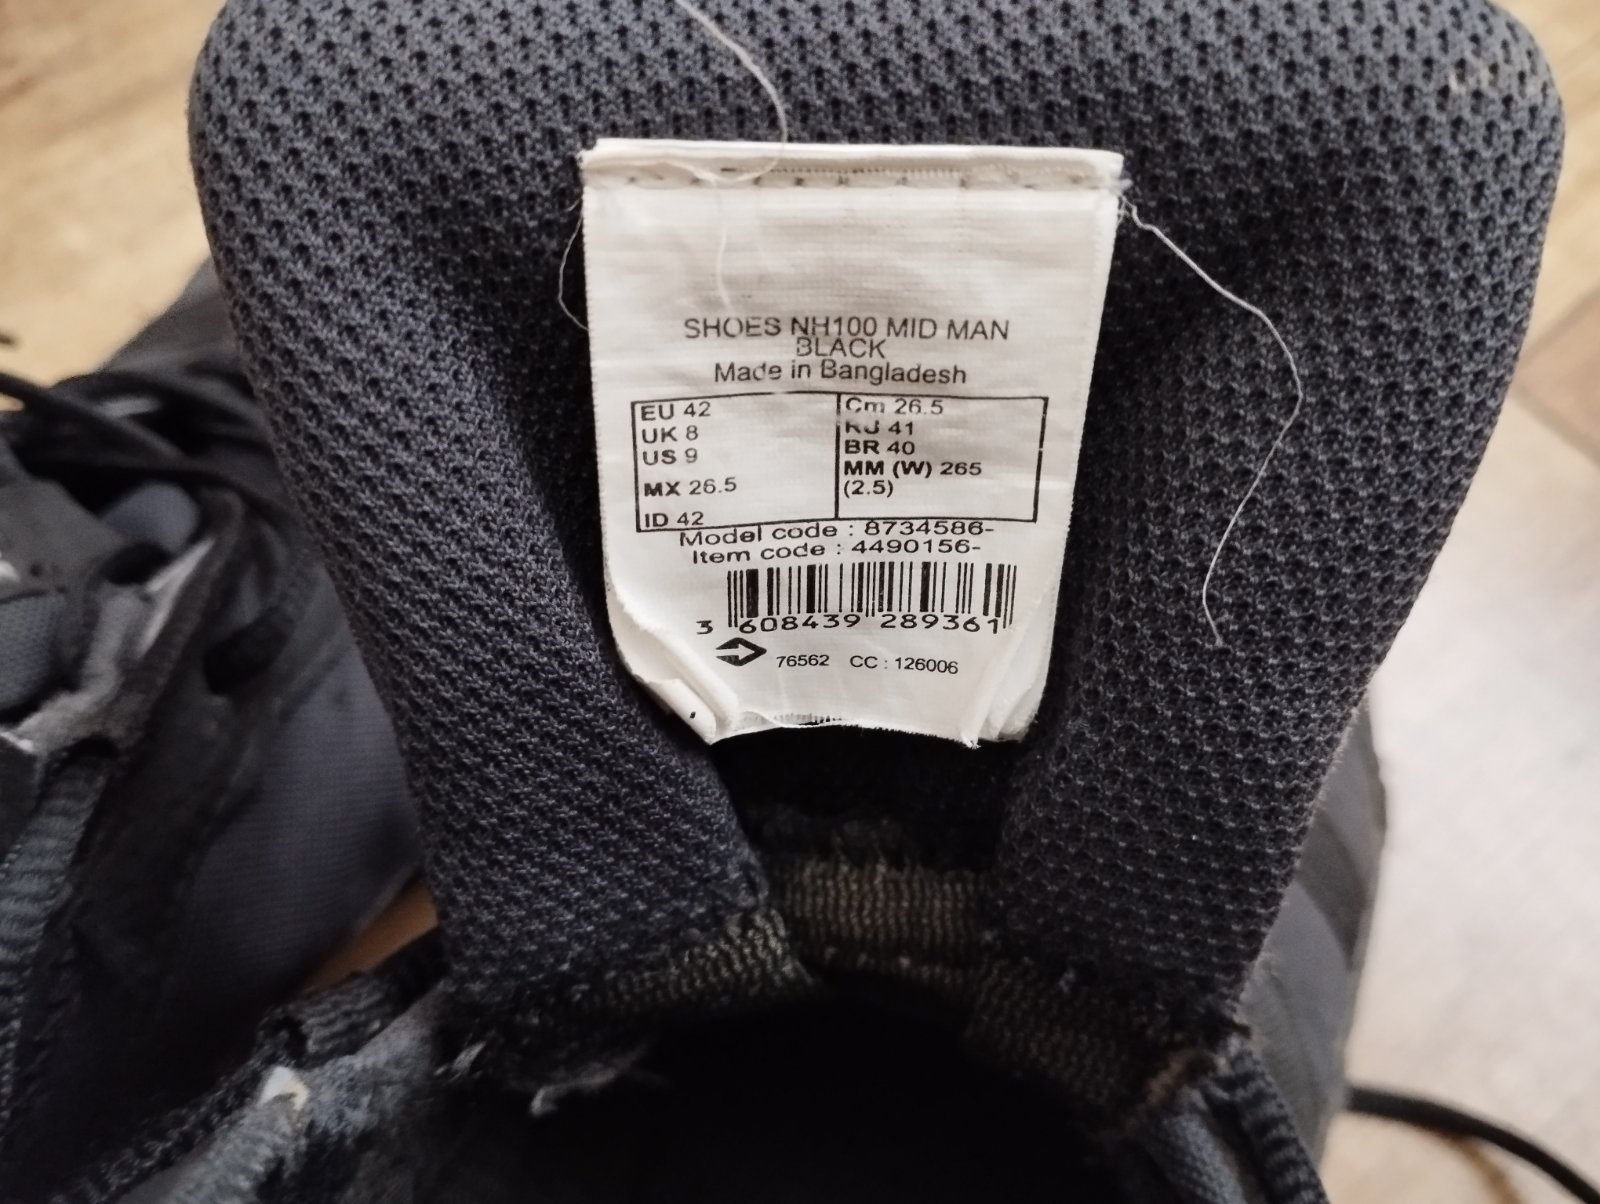 SHOES NH100 MID MAN
BLACK
Made in Bangladesh
EU 42
UK 8
US 9
MX 26.5
ID 42
Cm 26.5
RU 41
BR 40
MM (W) 265
(2.5)
Model code : 8734586-
Item code : 4490156-
3 608439 289361
76562 CC : 126006